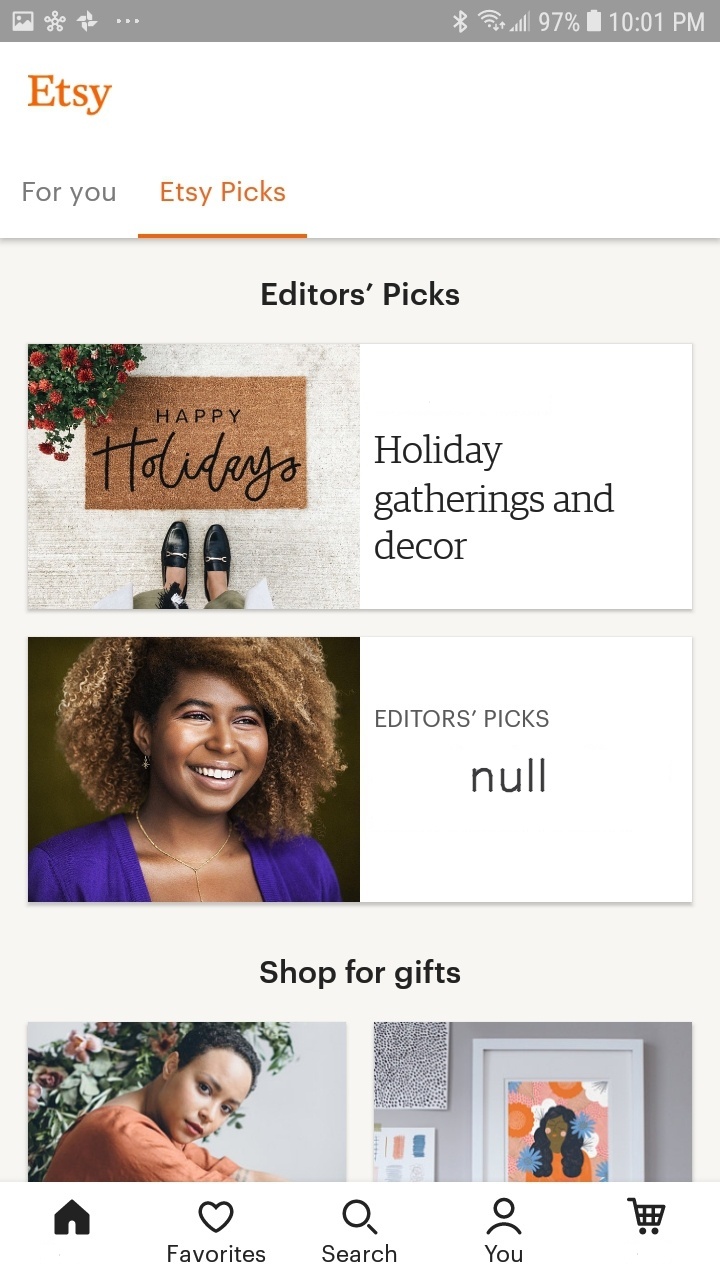 97% 10:01 PM
Etsy
For you Etsy Picks
Editors’ Picks
HAPPY
Holidays
Holiday
gatherings and
decor
EDITORS’ PICKS
null
Shop for gifts
Favorites Search You